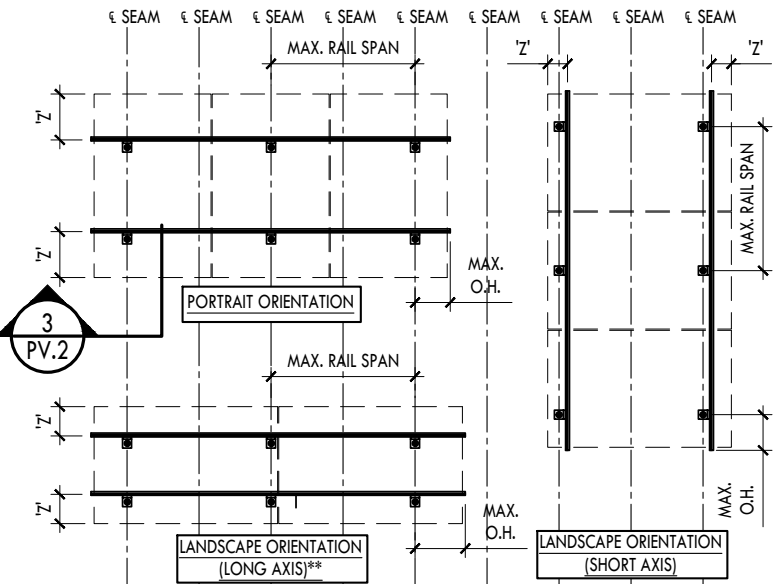 ℄ SEAM ℄ SEAM ℄ SEAM ℄ SEAM ℄ SEAM ℄ SEAM ℄ SEAM ℄ SEAM ℄ SEAM
MAX. RAIL SPAN
'Z'
'Z'
'Z'
'Z'
MAX. RAIL SPAN
MAX.
O.H.
PORTRAIT ORIENTATION
3
PV.2
MAX. RAIL SPAN
'Z'
'Z'
MAX.
O.H.
MAX.
O.H.
LANDSCAPE ORIENTATION
(LONG AXIS)**
LANDSCAPE ORIENTATION
(SHORT AXIS)